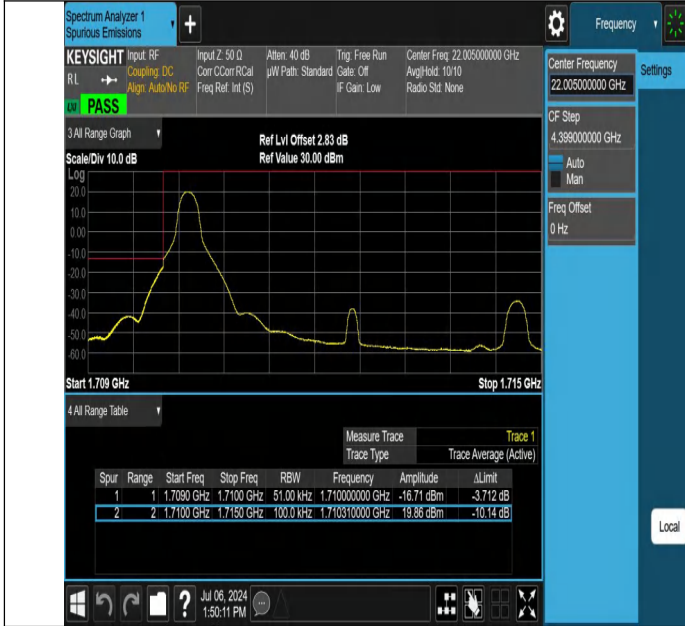 Spectrum Analyzer 1
Spurious Emissions
Frequency
KEYSIGHT Input: RF Input Z: 50 Ω Atten: 40 dB Trig: Free Run Center Freq: 22.005000000 GHz
RL Coupling: DC Corr CCorr RCal µW Path: Standard Gate: Off Avg|Hold: 10/10
Align: Auto/No RF Freq Ref: Int (S) IF Gain: Low Radio Std: None
PASS
Center Frequency
22.005000000 GHz
Settings
CF Step
4.399000000 GHz
Auto
Man
Freq Offset
0 Hz
3 All Range Graph
Ref Lvl Offset 2.83 dB
Scale/Div 10.0 dB Ref Value 30.00 dBm
Log
20.0
10.0
0.00
-10.0
-20.0
-30.0
-40.0
-50.0
-60.0
Start 1.709 GHz Stop 1.715 GHz
4 All Range Table
Measure Trace Trace 1
Trace Type Trace Average (Active)
Spur Range Start Freq Stop Freq RBW Frequency Amplitude ΔLimit
1 1 1.7090 GHz 1.7100 GHz 51.00 kHz 1.710000000 GHz -16.71 dBm -3.712 dB
2 2 1.7100 GHz 1.7150 GHz 100.0 kHz 1.710310000 GHz 19.86 dBm -10.14 dB
Local
? Jul 06, 2024
1:50:11 PM